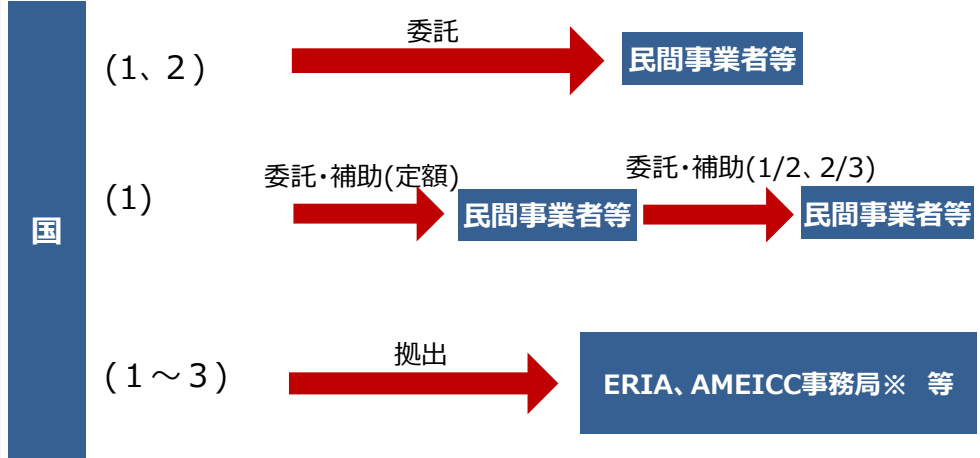 国
(1、2)
委託
民間事業者等
(1)
委託・補助(定額)
民間事業者等
委託・補助(1/2、2/3)
民間事業者等
(1～3)
拠出
ERIA、AMEICC事務局※ 等